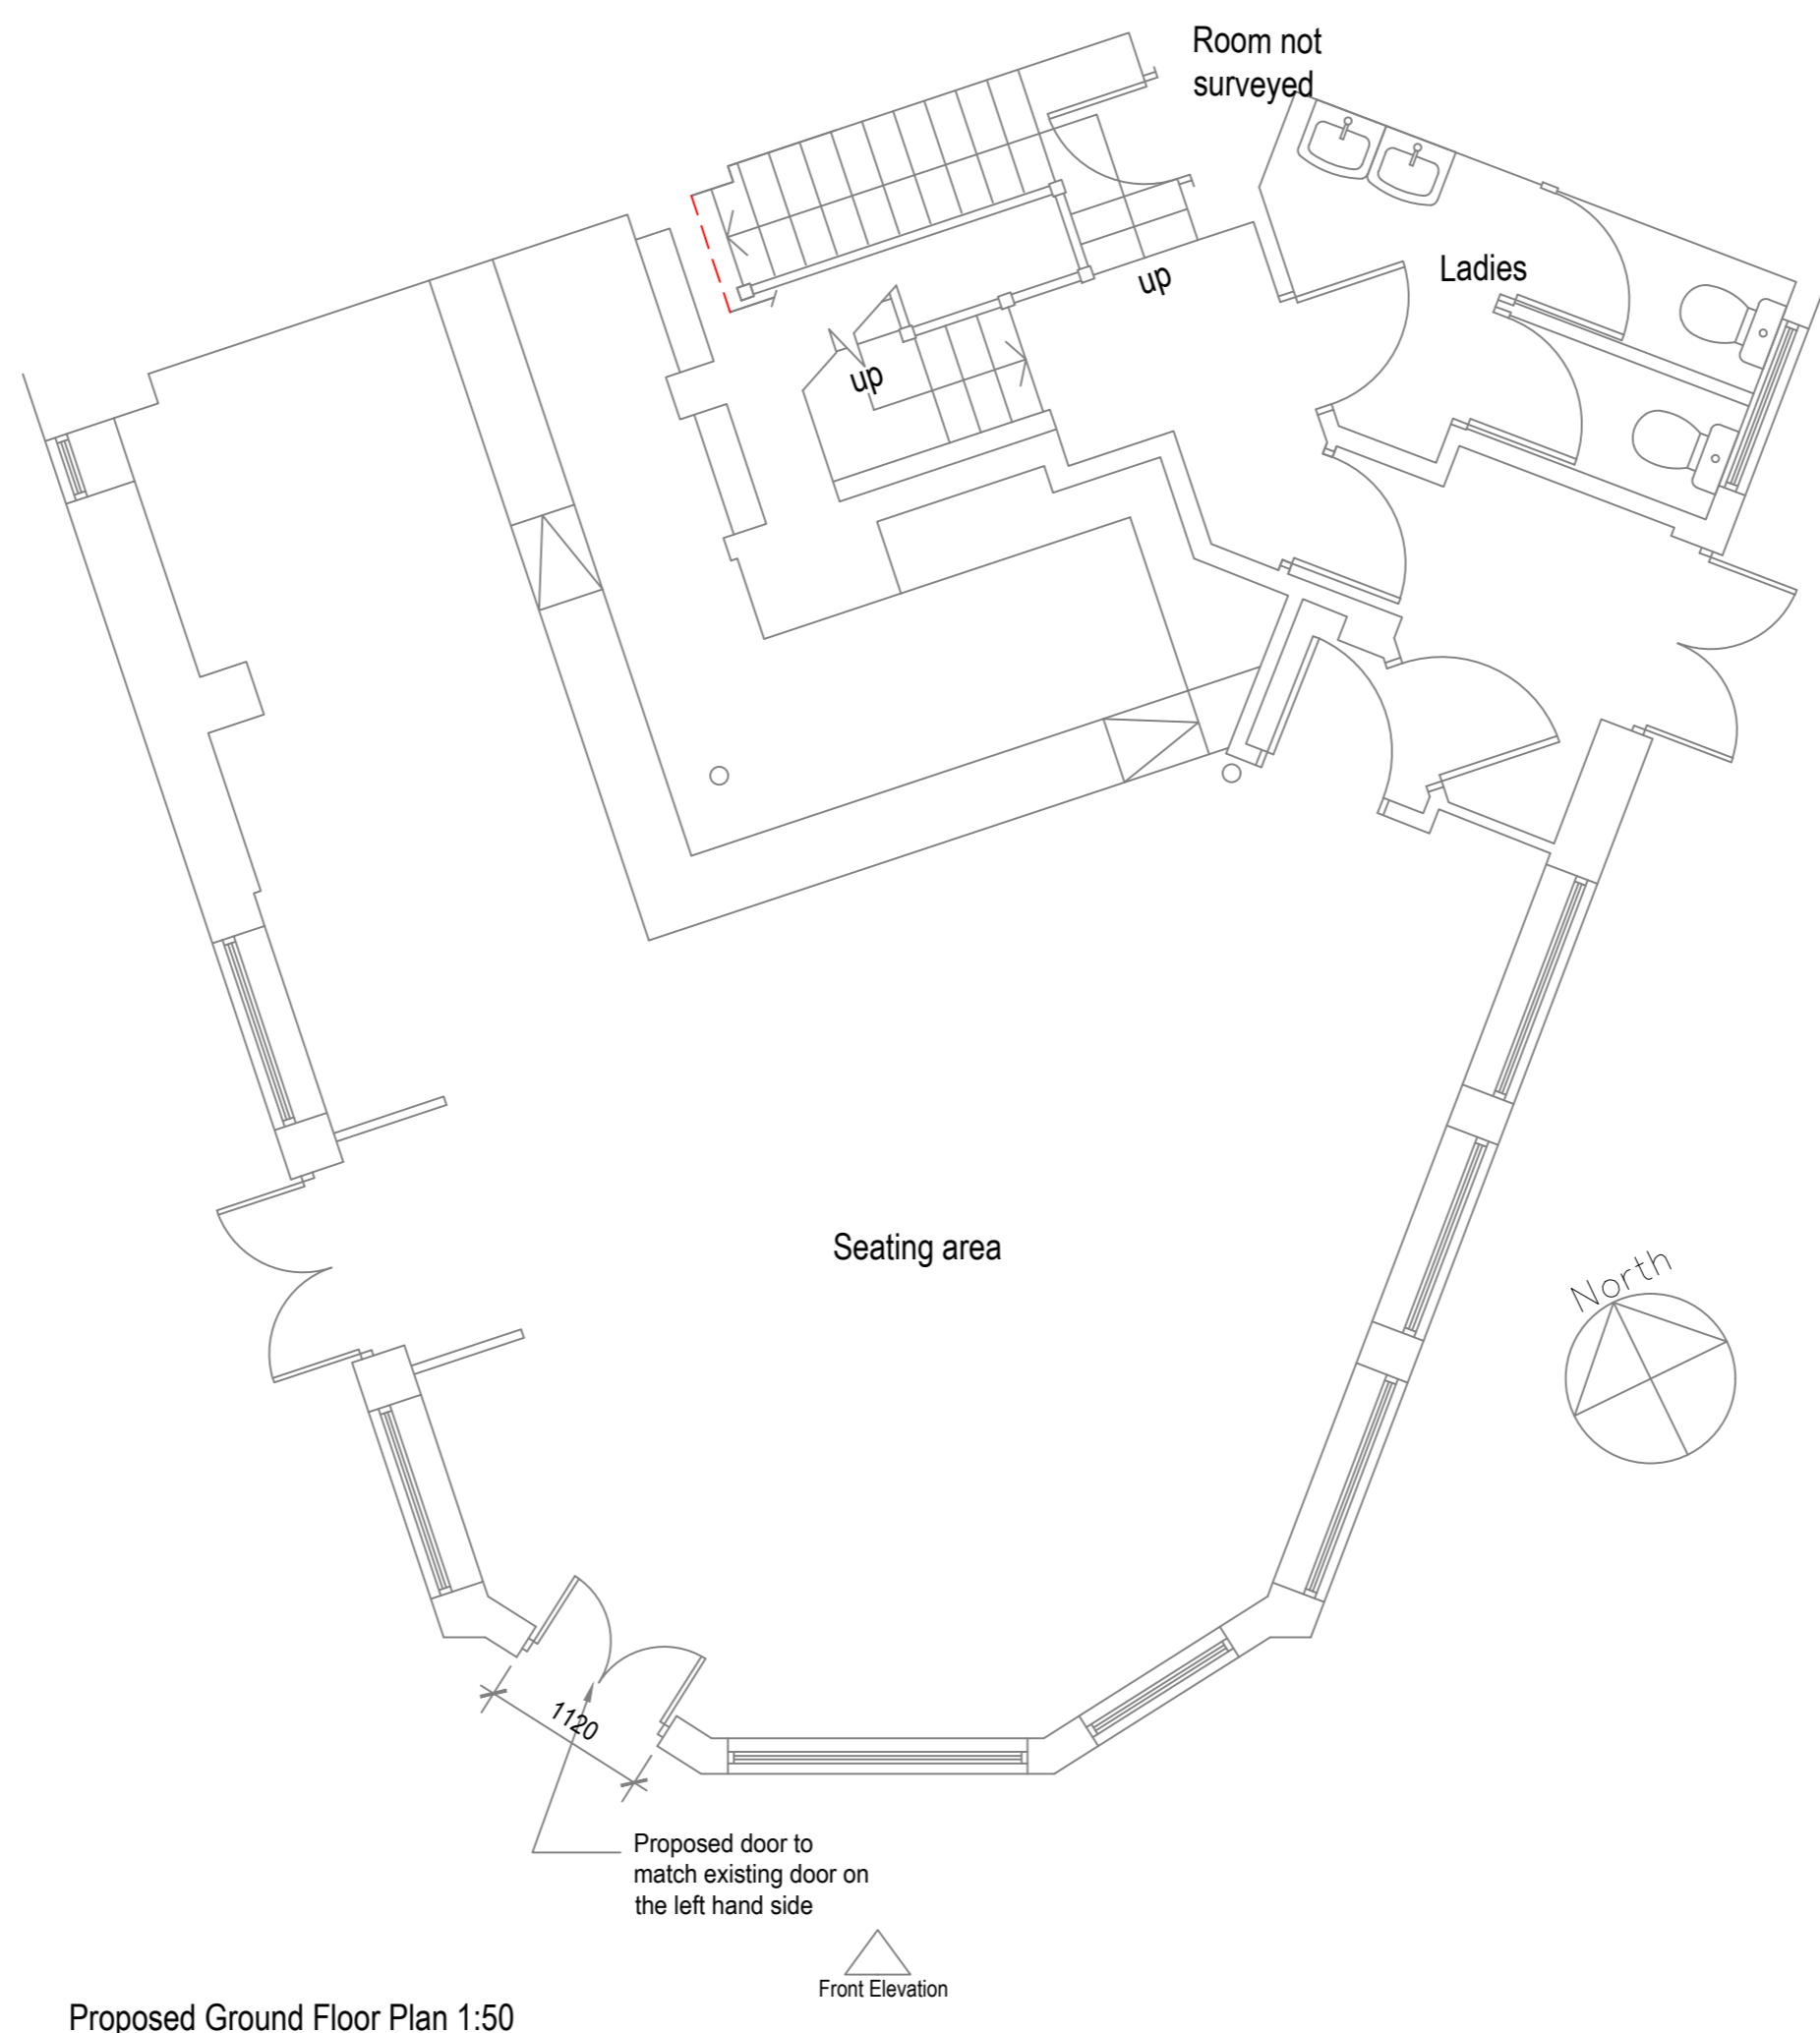 Room not
surveyed
Ladies
up
up
Seating area
North
1120
Proposed door to
match existing door on
the left hand side
Front Elevation
Proposed Ground Floor Plan 1:50